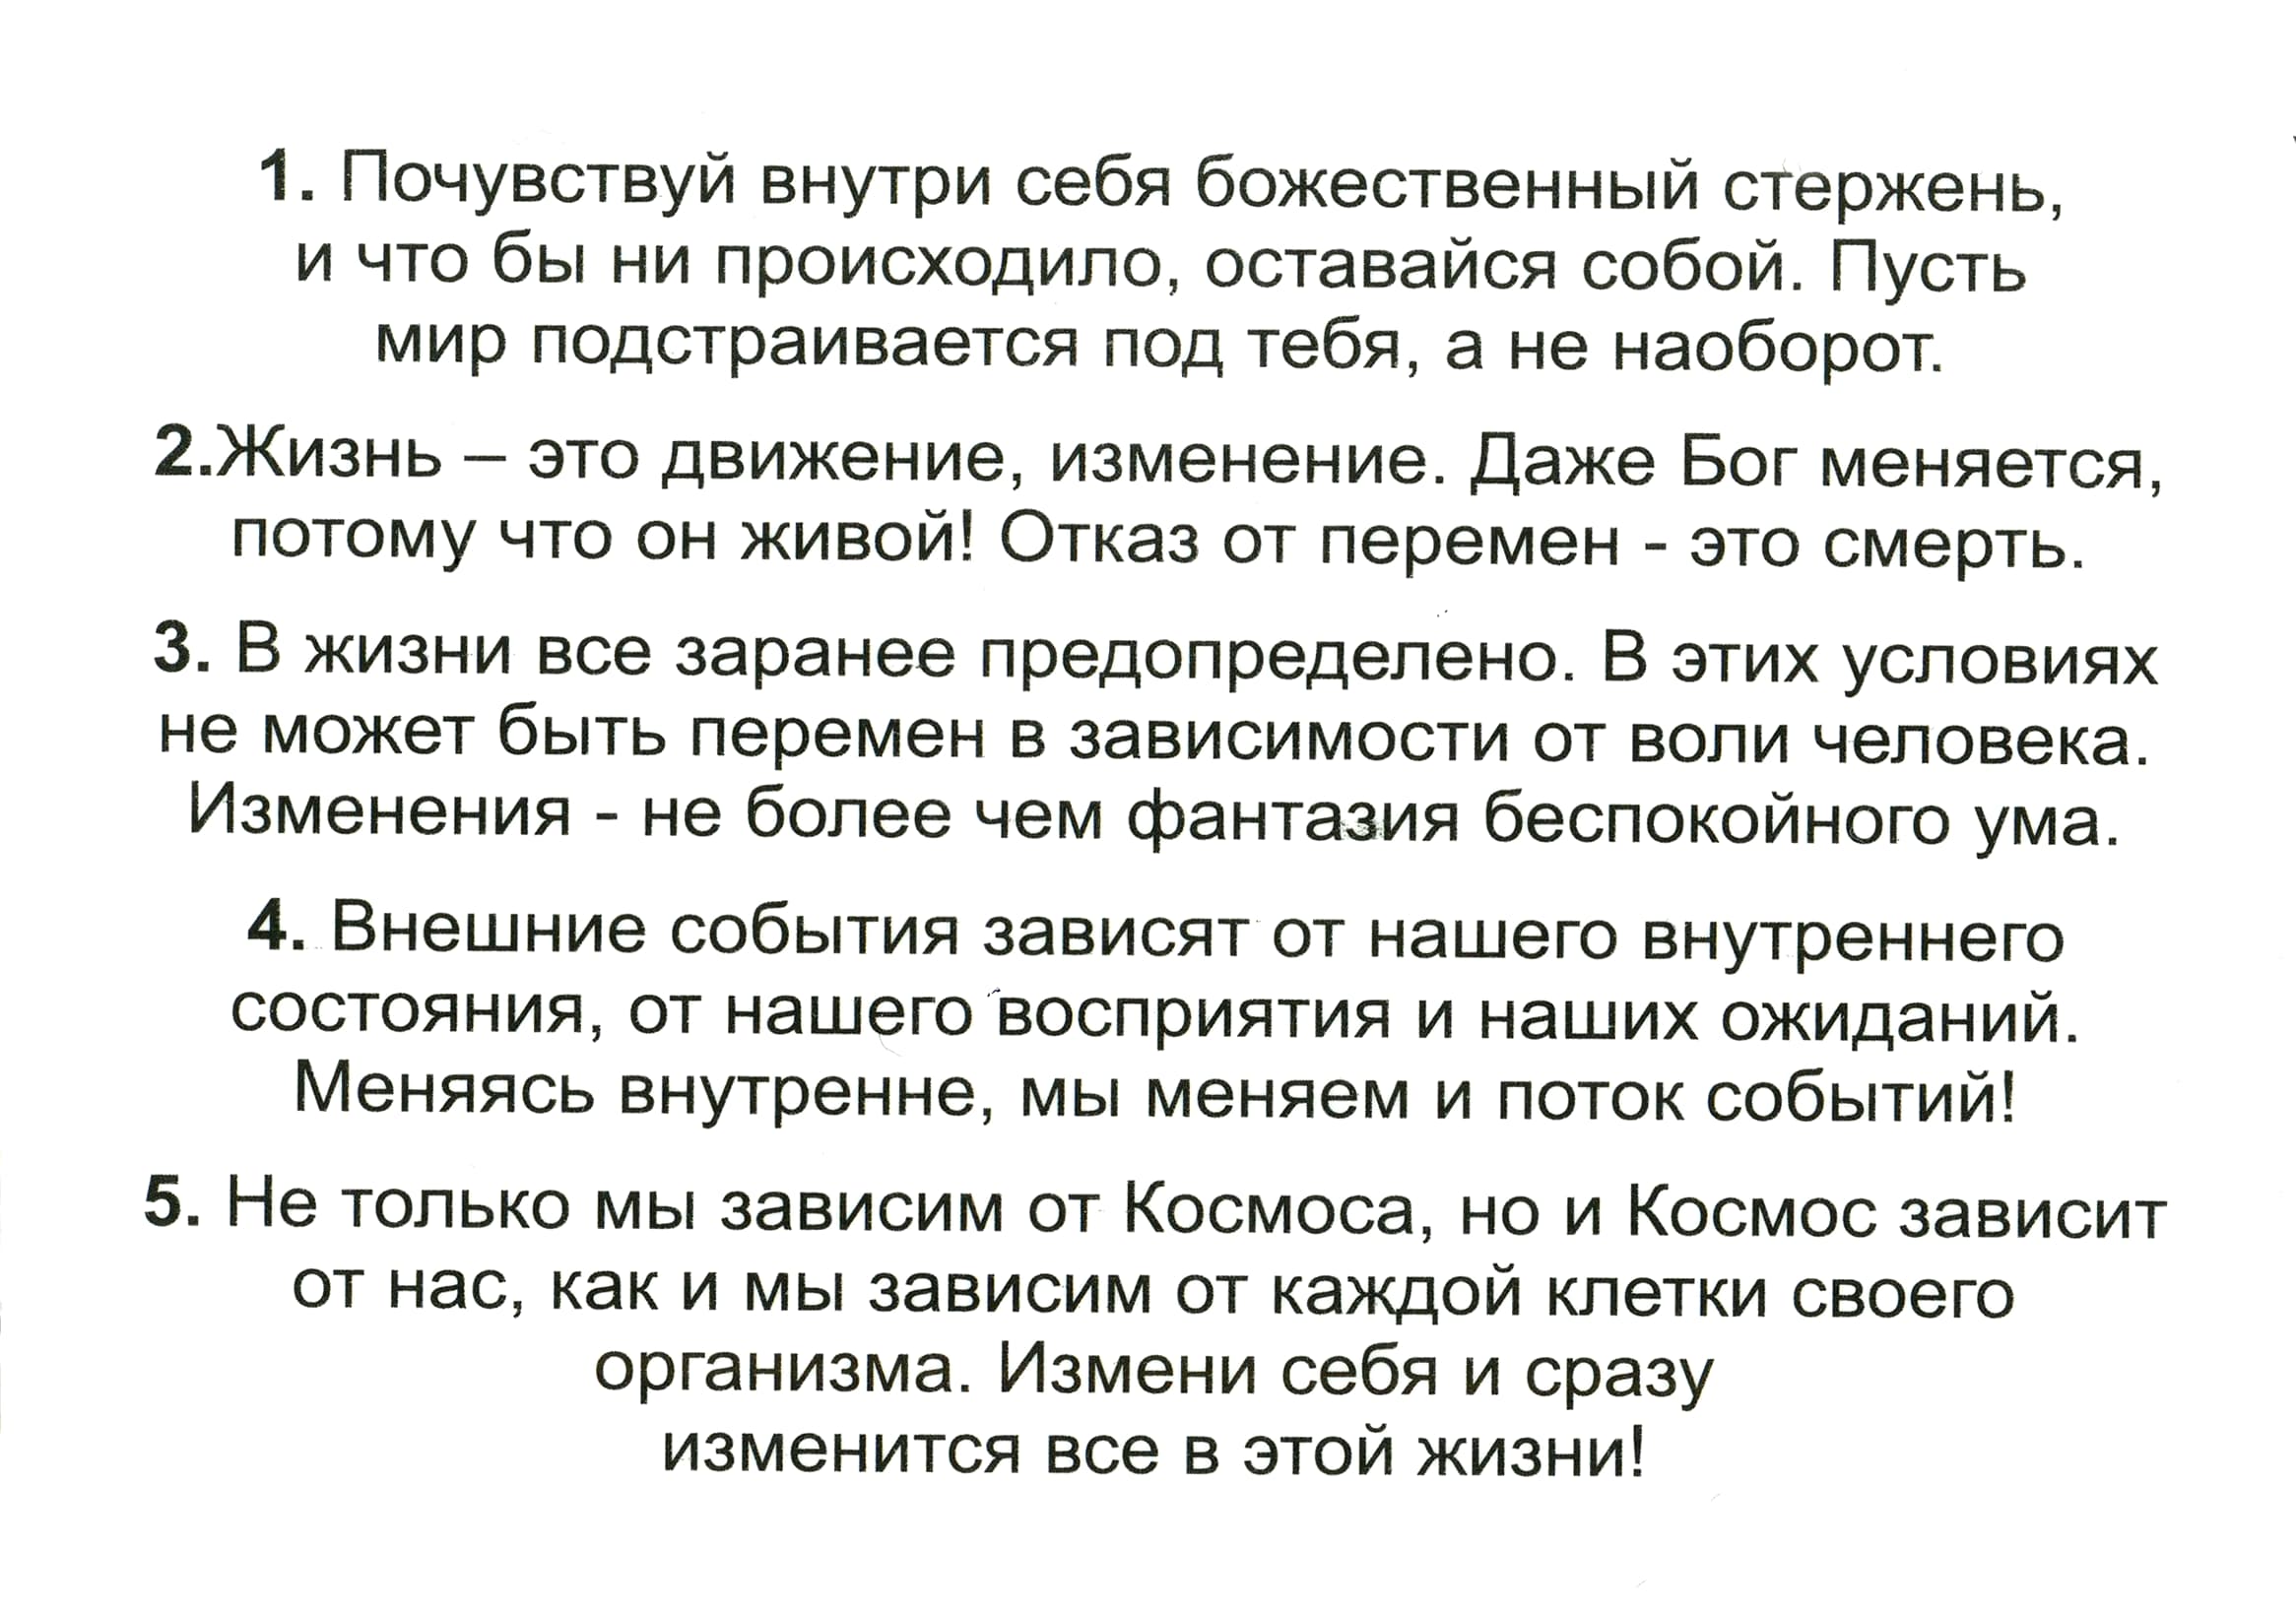 1. Почувствуй внутри себя божественный стержень,
и что бы ни происходило, оставайся собой. Пусть
мир подстраивается под тебя, а не наоборот.
2.Жизнь – это движение, изменение. Даже Бог меняется,
потому что он живой! Отказ от перемен - это смерть.
3. В жизни все заранее предопределено. В этих условиях
не может быть перемен в зависимости от воли человека.
Изменения - не более чем фантазия беспокойного ума.
4. Внешние события зависят от нашего внутреннего
состояния, от нашего восприятия и наших ожиданий.
Меняясь внутренне, мы меняем и поток событий!
5. Не только мы зависим от Космоса, но и Космос зависит
от нас, как и мы зависим от каждой клетки своего
организма. Измени себя и сразу
изменится все в этой жизни!